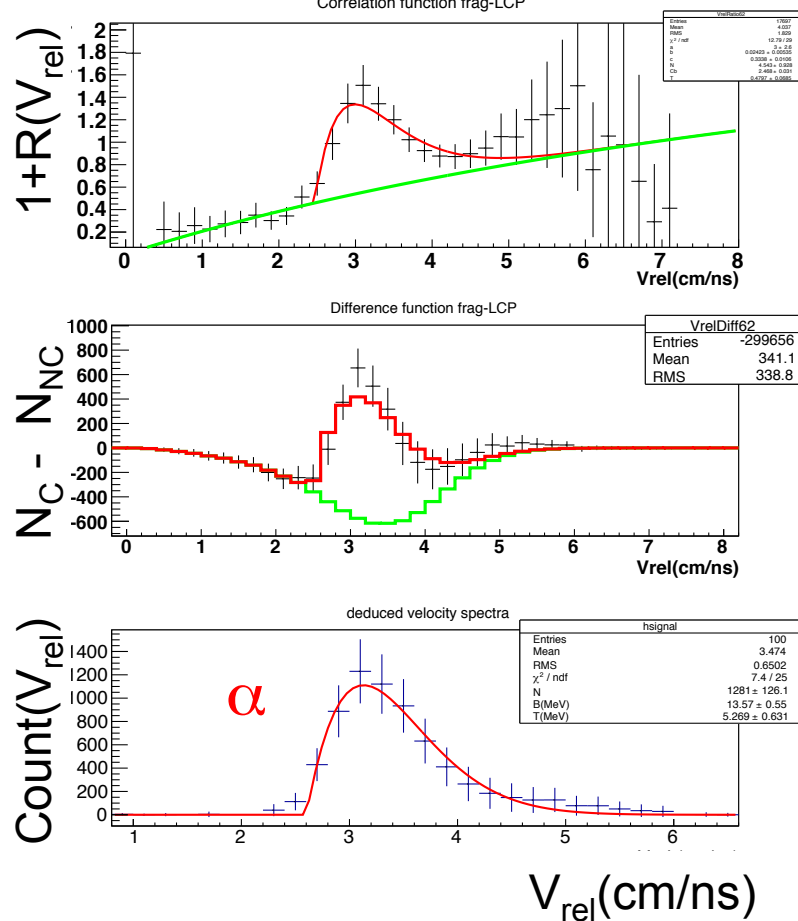 Correlation function frag-LCP
VrelRatio62
Entries 17697
Mean 4.037
RMS 1.829
χ² / ndf 12.79 / 29
a 3 ± 2.6
b 0.02423 ± 0.00535
c 0.3338 ± 0.0106
N 4.543 ± 0.928
Cb 2.468 ± 0.031
T 0.4797 ± 0.0685
1+R(Vrel)
2
1.8
1.6
1.4
1.2
1
0.8
0.6
0.4
0.2
0 1 2 3 4 5 6 7 8
Vrel(cm/ns)
Difference function frag-LCP
VrelDiff62
Entries -299656
Mean 341.1
RMS 338.8
NC - NNC
1000
800
600
400
200
0
-200
-400
-600
0 1 2 3 4 5 6 7 8
Vrel(cm/ns)
deduced velocity spectra
hsignal
Entries 100
Mean 3.474
RMS 0.6502
χ² / ndf 7.4 / 25
N 1281 ± 126.1
B(MeV) 13.57 ± 0.55
T(MeV) 5.269 ± 0.631
α
Count(Vrel)
1400
1200
1000
800
600
400
200
0
1 2 3 4 5 6
Vrel(cm/ns)